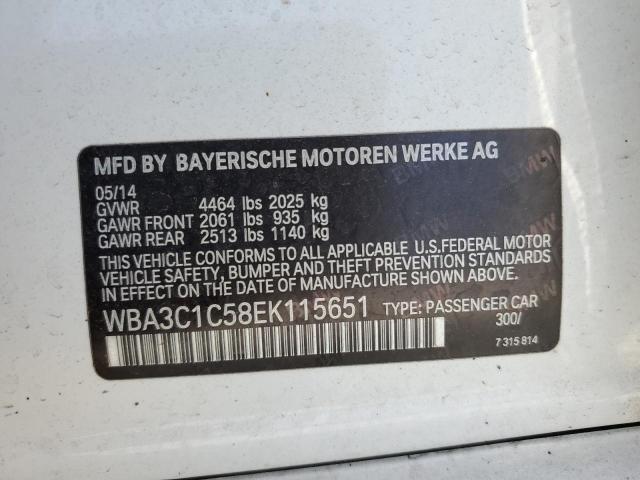 MFD BY BAYERISCHE MOTOREN WERKE AG
05/14
GVWR 4464 lbs 2025 kg
GAWR FRONT 2061 lbs 935 kg
GAWR REAR 2513 lbs 1140 kg
THIS VEHICLE CONFORMS TO ALL APPLICABLE U.S.FEDERAL MOTOR
VEHICLE SAFETY, BUMPER AND THEFT PREVENTION STANDARDS
IN EFFECT ON THE DATE OF MANUFACTURE SHOWN ABOVE.
WBA3C1C58EK115651 TYPE: PASSENGER CAR
300/
7 315 814